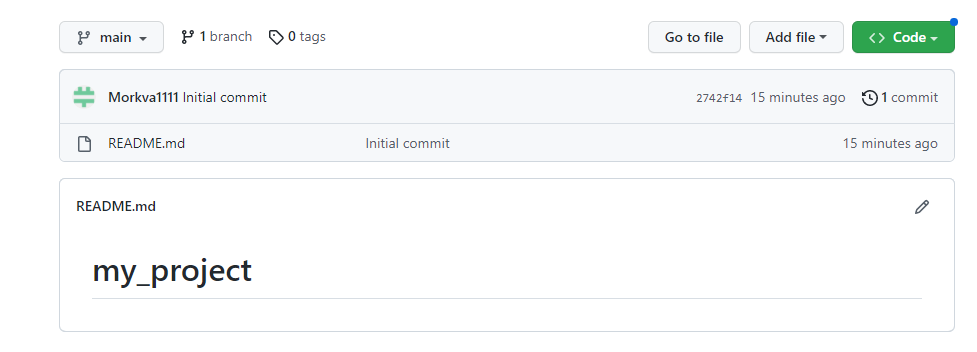 main 1 branch 0 tags Go to file Add file Code
Morkva1111 Initial commit 2742f14 15 minutes ago 1 commit
README.md Initial commit 15 minutes ago
README.md
my_project